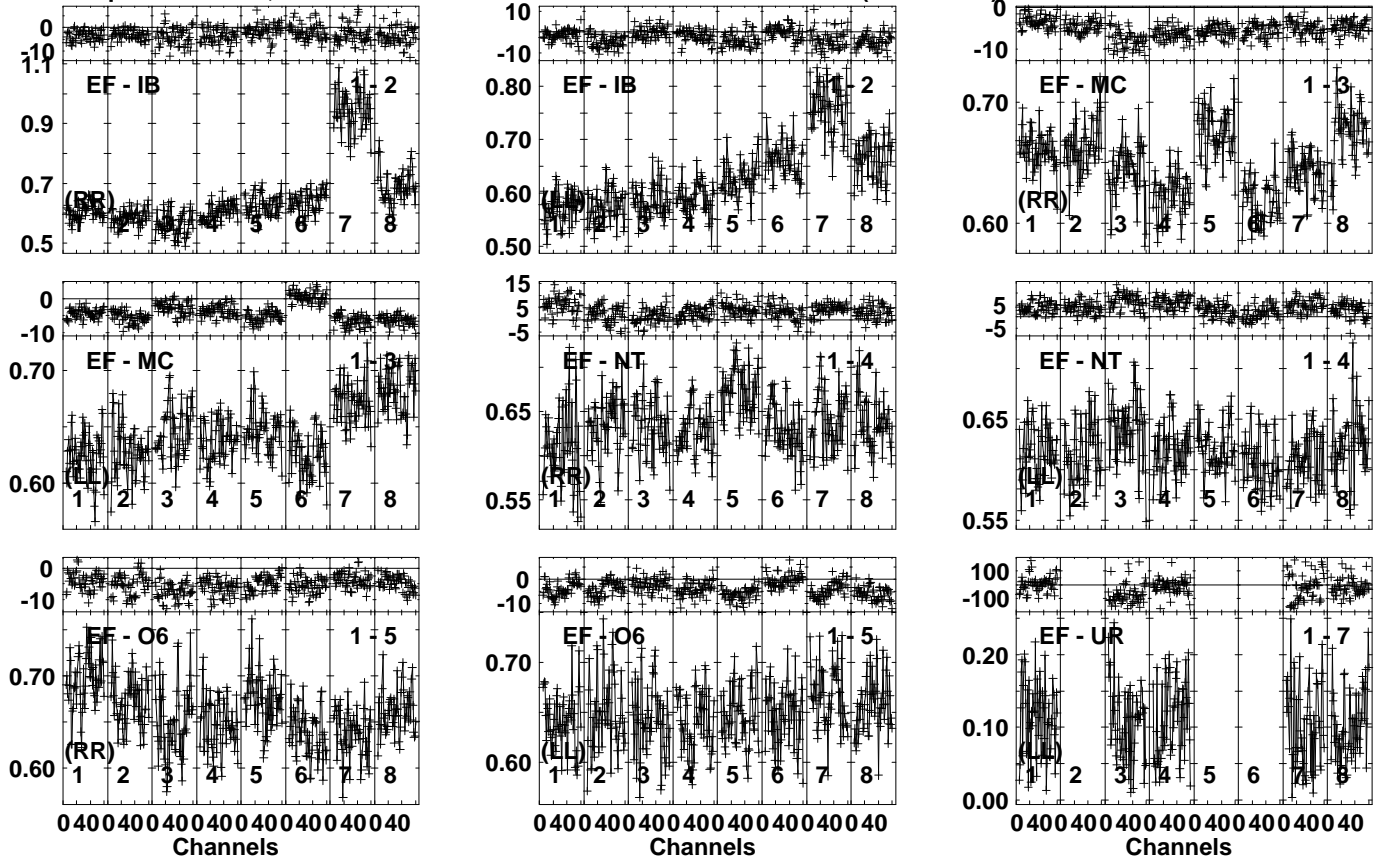 0 10 0
-10 -10 -10
1.1 EF - IB 1 - 2 0.80 EF - IB 1 - 2 0.70 EF - MC 1 - 3
0.9 0.70
0.7 (RR) 0.60 (LL) (RR)
0.5 1 2 3 4 5 6 7 8 0.50 1 2 3 4 5 6 7 8 0.60 1 2 3 4 5 6 7 8
0 15 5
-10 5 -5
-5
0.70 EF - MC 1 - 3 EF - NT 1 - 4 EF - NT 1 - 4
0.65 0.65
0.60 (LL) (RR) (LL)
1 2 3 4 5 6 7 8 0.55 1 2 3 4 5 6 7 8 0.55 1 2 3 4 5 6 7 8
0 0 100
-10 -10 -100
EF - O6 1 - 5 EF - O6 1 - 5 EF - UR 1 - 7
0.70 0.70 0.20
0.10
(RR) (LL) (LL)
0.60 1 2 3 4 5 6 7 8 0.60 1 2 3 4 5 6 7 8 0.00 1 2 3 4 5 6 7 8
0 40 0 40 0 40 0 40 0 40 0 40 0 40 0 40 0 40 0 40 0 40 0 40 0 40 0 40 0 40 0 40 0 40 0 40 0 40 0 40 0 40 0 40 0 40 0 40
Channels Channels Channels